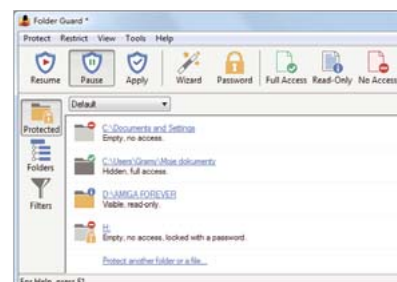 Folder Guard *
Protect Restrict View Tools Help
Resume Pause Apply Wizard Password Full Access Read-Only No Access
Default
Protected
C:\Documents and Settings
Empty, no access.
Folders
C:\Users\Gramy\Moje dokumenty
Hidden, full access.
Filters
D:\AMIGA FOREVER
Visible, read-only.
H:
Empty, no access, locked with a password.
Protect another folder or a file...
For Help, press F1